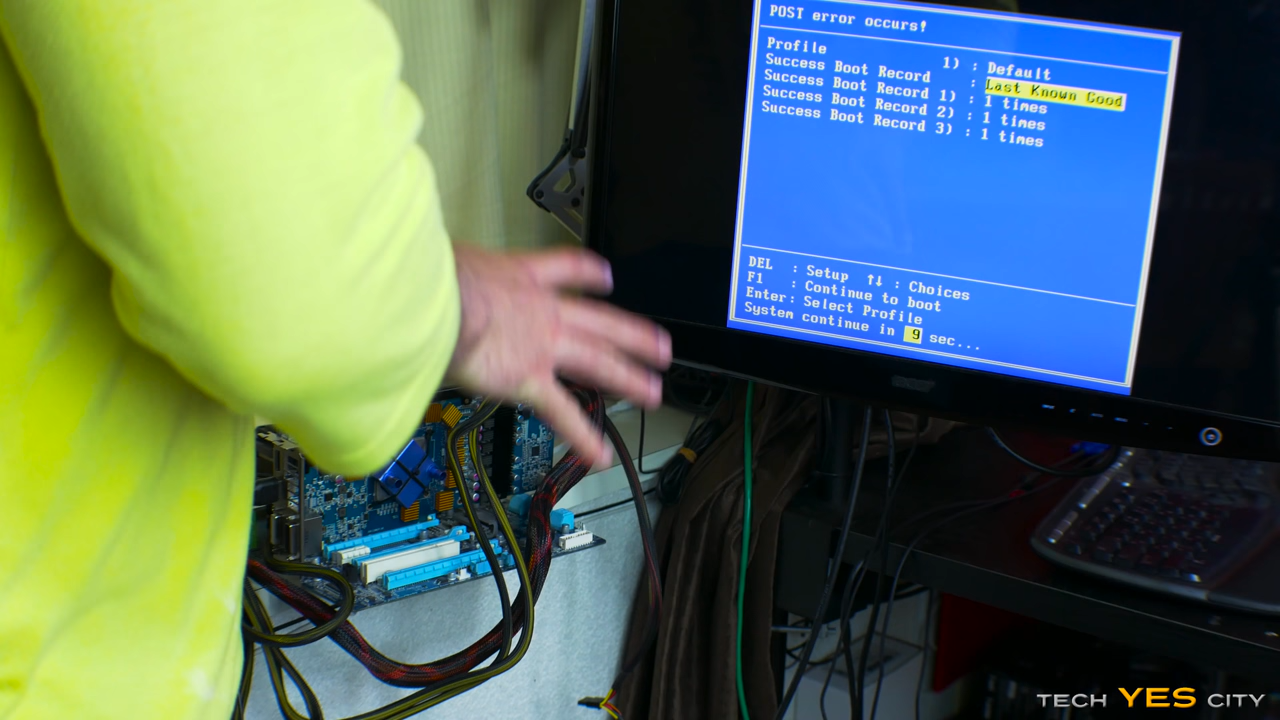 POST error occurs!
Profile 1) : Default
Success Boot Record : Last Known Good
Success Boot Record 1) : 1 times
Success Boot Record 2) : 1 times
Success Boot Record 3) : 1 times
DEL : Setup ↑↓ : Choices
F1 : Continue to boot
Enter: Select Profile
System continue in 9 sec...
TECH YES CITY